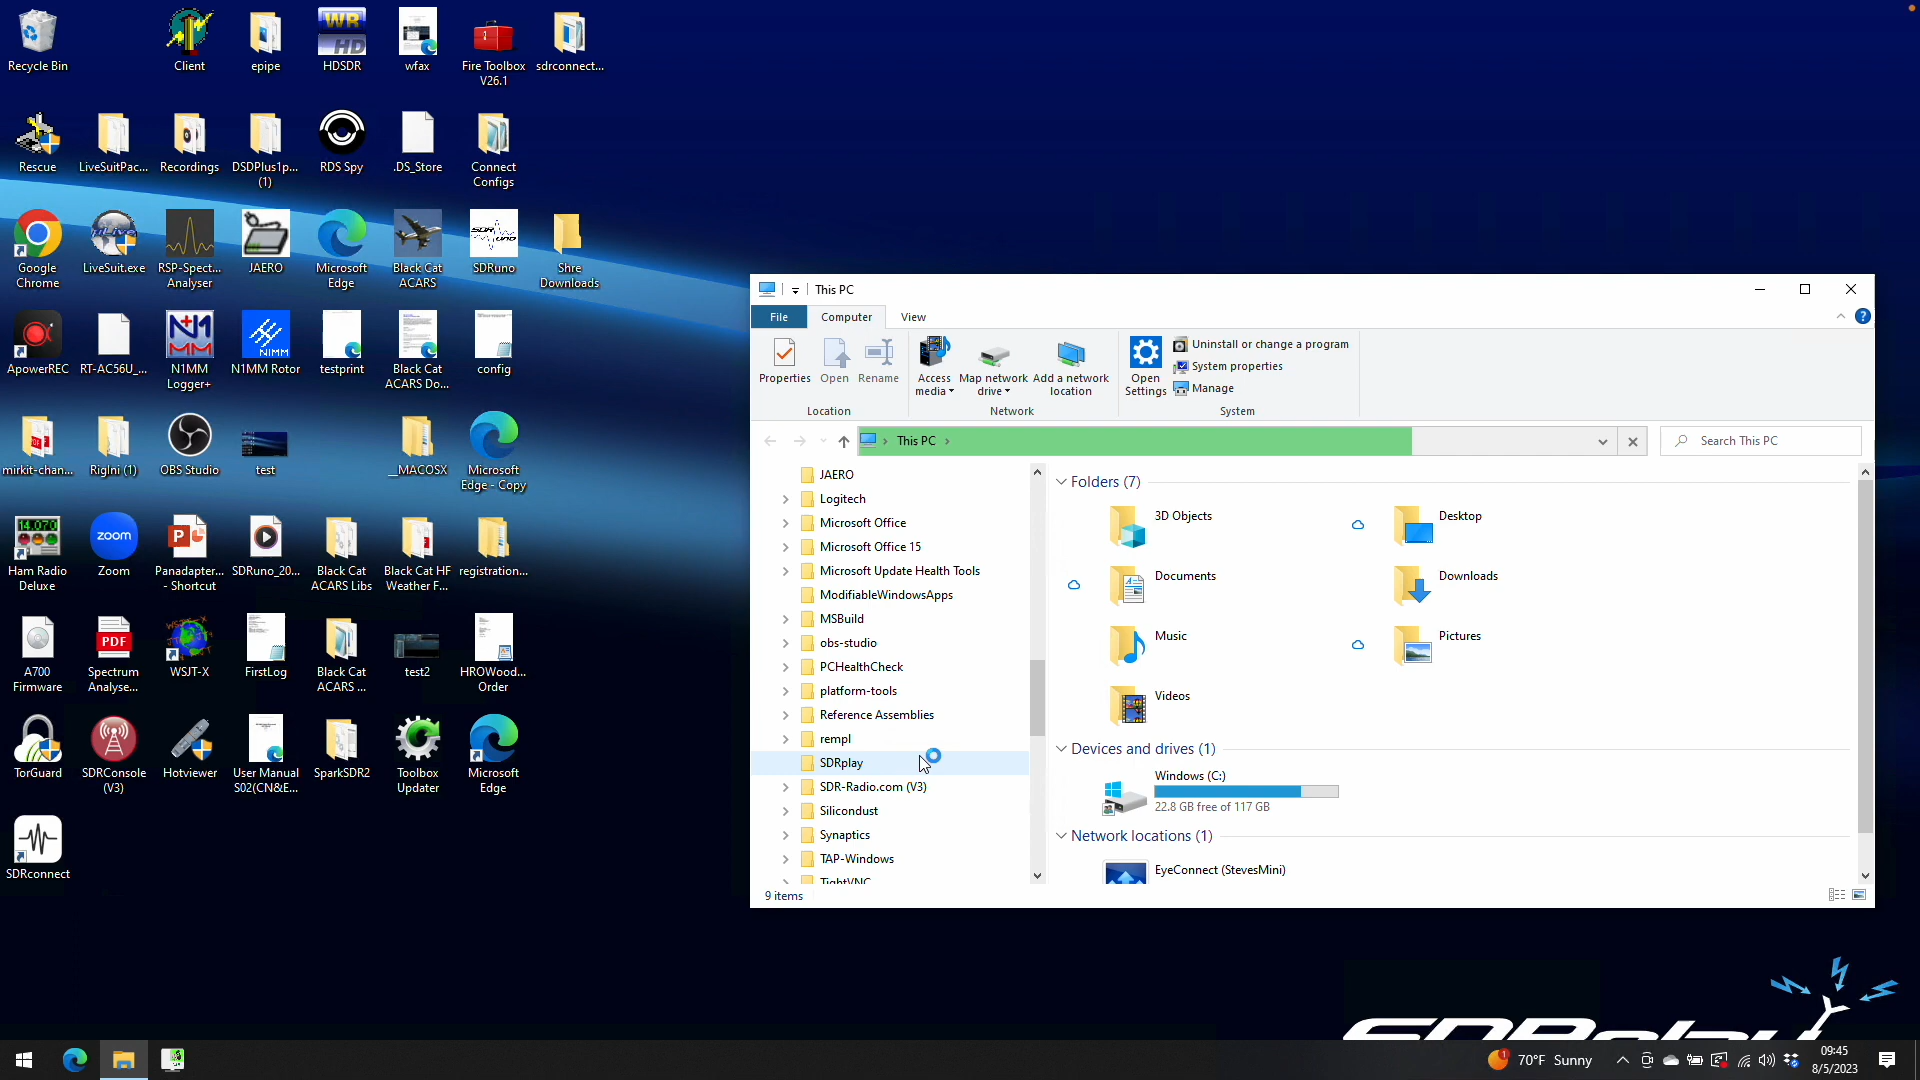 Recycle Bin
Client
epipe
HDSDR
wfax
Fire Toolbox
V26.1
sdrconnect...
Rescue
LiveSuitPac...
Recordings
DSDPlus1p...
(1)
RDS Spy
.DS_Store
Connect
Configs
Google
Chrome
LiveSuit.exe
RSP-Spect...
Analyser
JAERO
Microsoft
Edge
Black Cat
ACARS
SDRuno
Shre
Downloads
ApowerREC
RT-AC56U_...
N1MM
Logger+
N1MM Rotor
testprint
Black Cat
ACARS Do...
config
mirkit-chan...
RigIni (1)
OBS Studio
test
__MACOSX
Microsoft
Edge - Copy
14.070
Ham Radio
Deluxe
zoom
Zoom
Panadapter...
- Shortcut
SDRuno_20...
Black Cat
ACARS Libs
Black Cat HF
Weather F...
registration...
A700
Firmware
PDF
Spectrum
Analyse...
WSJT-X
FirstLog
Black Cat
ACARS ...
test2
HROWood...
Order
TorGuard
SDRConsole
(V3)
Hotviewer
User Manual
S02(CN&E...
SparkSDR2
Toolbox
Updater
Microsoft
Edge
SDRconnect
This PC
File
Computer
View
Properties
Open
Rename
Access
media
Map network
drive
Add a network
location
Open
Settings
Uninstall or change a program
System properties
Manage
Location
Network
System
This PC
Search This PC
JAERO
Logitech
Microsoft Office
Microsoft Office 15
Microsoft Update Health Tools
ModifiableWindowsApps
MSBuild
obs-studio
PCHealthCheck
platform-tools
Reference Assemblies
rempl
SDRplay
SDR-Radio.com (V3)
Silicondust
Synaptics
TAP-Windows
TightVNC
Folders (7)
3D Objects
Desktop
Documents
Downloads
Music
Pictures
Videos
Devices and drives (1)
Windows (C:)
22.8 GB free of 117 GB
Network locations (1)
EyeConnect (StevesMini)
9 items
SDRplay
1
70°F Sunny
09:45
8/5/2023